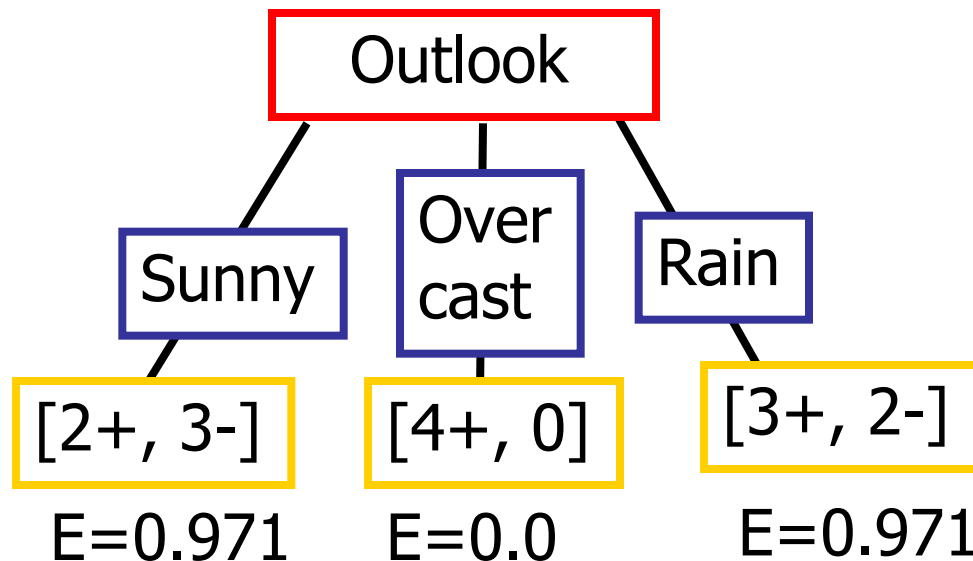 Outlook
Sunny
Over
cast
Rain
[2+, 3-]
[4+, 0]
[3+, 2-]
E=0.971
E=0.0
E=0.971